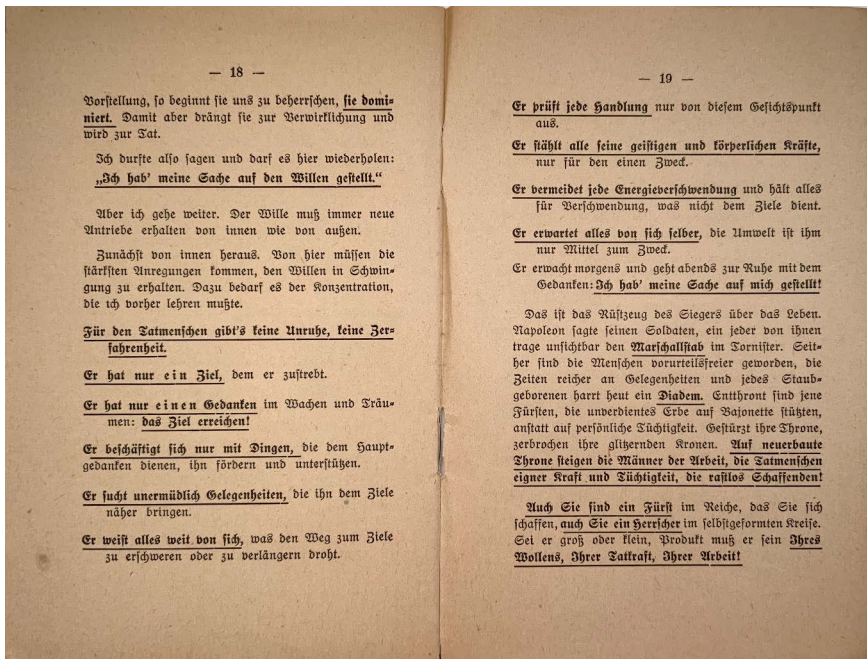 — 18 —
Vorstellung, so beginnt sie uns zu beherrschen, sie domi-
niert. Damit aber drängt sie zur Verwirklichung und
wird zur Tat.
Ich durfte also sagen und darf es hier wiederholen:
„Ich hab' meine Sache auf den Willen gestellt.“
Aber ich gehe weiter. Der Wille muß immer neue
Antriebe erhalten von innen wie von außen.
Zunächst von innen heraus. Von hier müssen die
stärksten Anregungen kommen, den Willen in Schwin-
gung zu erhalten. Dazu bedarf es der Konzentration,
die ich vorher lehren mußte.
Für den Tatmenschen gibt's keine Unruhe, keine Zer-
fahrenheit.
Er hat nur ein Ziel, dem er zustrebt.
Er hat nur einen Gedanken im Wachen und Träu-
men: das Ziel erreichen!
Er beschäftigt sich nur mit Dingen, die dem Haupt-
gedanken dienen, ihn fördern und unterstützen.
Er sucht unermüdlich Gelegenheiten, die ihn dem Ziele
näher bringen.
Er weist alles weit von sich, was den Weg zum Ziele
zu erschweren oder zu verlängern droht.
— 19 —
Er prüft jede Handlung nur von diesem Gesichtspunkt
aus.
Er stählt alle seine geistigen und körperlichen Kräfte,
nur für den einen Zweck.
Er vermeidet jede Energieverschwendung und hält alles
für Verschwendung, was nicht dem Ziele dient.
Er erwartet alles von sich selber, die Umwelt ist ihm
nur Mittel zum Zweck.
Er erwacht morgens und geht abends zur Ruhe mit dem
Gedanken: Ich hab' meine Sache auf mich gestellt!
Das ist das Rüstzeug des Siegers über das Leben.
Napoleon sagte seinen Soldaten, ein jeder von ihnen
trage unsichtbar den Marschallstab im Tornister. Seit-
her sind die Menschen vorurteilsfreier geworden, die
Zeiten reicher an Gelegenheiten und jedes Staub-
geborenen harrt heut ein Diadem. Entthront sind jene
Fürsten, die unverdientes Erbe auf Bajonette stützten,
anstatt auf persönliche Tüchtigkeit. Gestürzt ihre Throne,
zerbrochen ihre glitzernden Kronen. Auf neuerbaute
Throne steigen die Männer der Arbeit, die Tatmenschen
eigner Kraft und Tüchtigkeit, die rastlos Schaffenden!
Auch Sie sind ein Fürst im Reiche, das Sie sich
schaffen, auch Sie ein Herrscher im selbstgeformten Kreise.
Sei er groß oder klein, Produkt muß er sein Ihres
Wollens, Ihrer Tatkraft, Ihrer Arbeit!